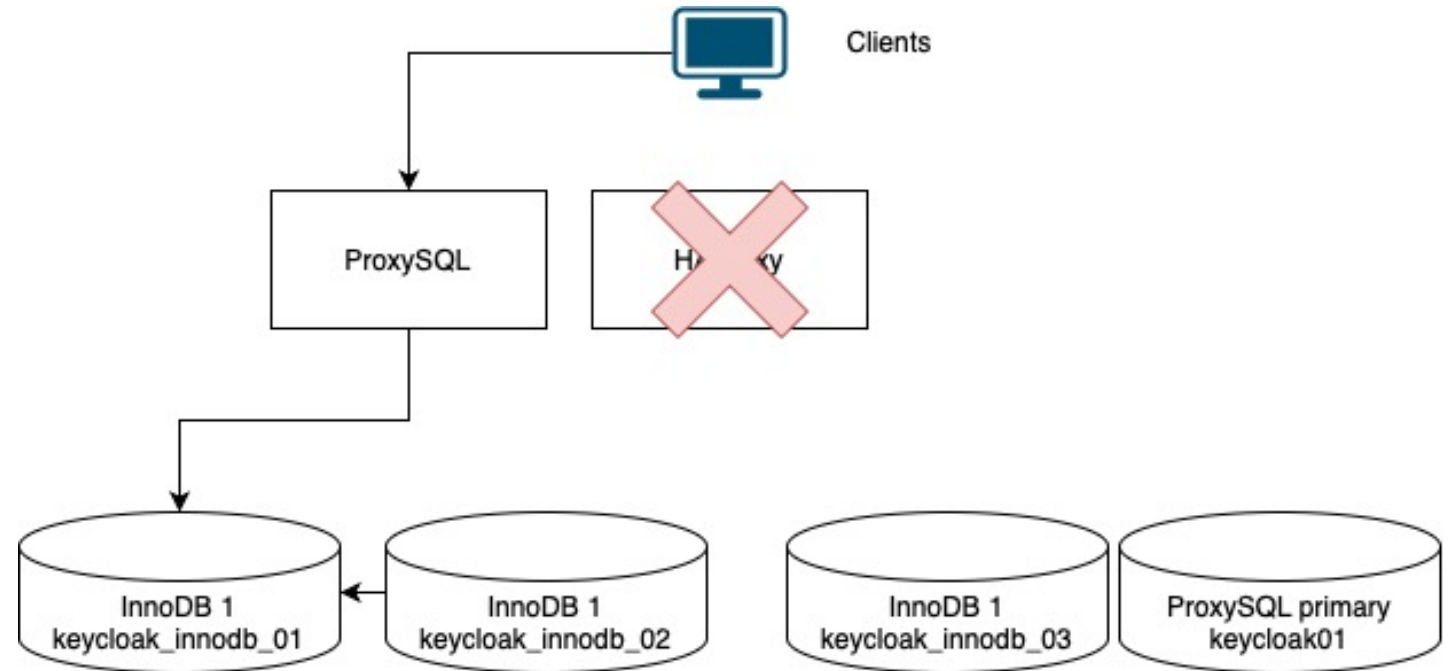 Clients
ProxySQL
InnoDB 1
keycloak_innodb_01
InnoDB 1
keycloak_innodb_02
InnoDB 1
keycloak_innodb_03
ProxySQL primary
keycloak01